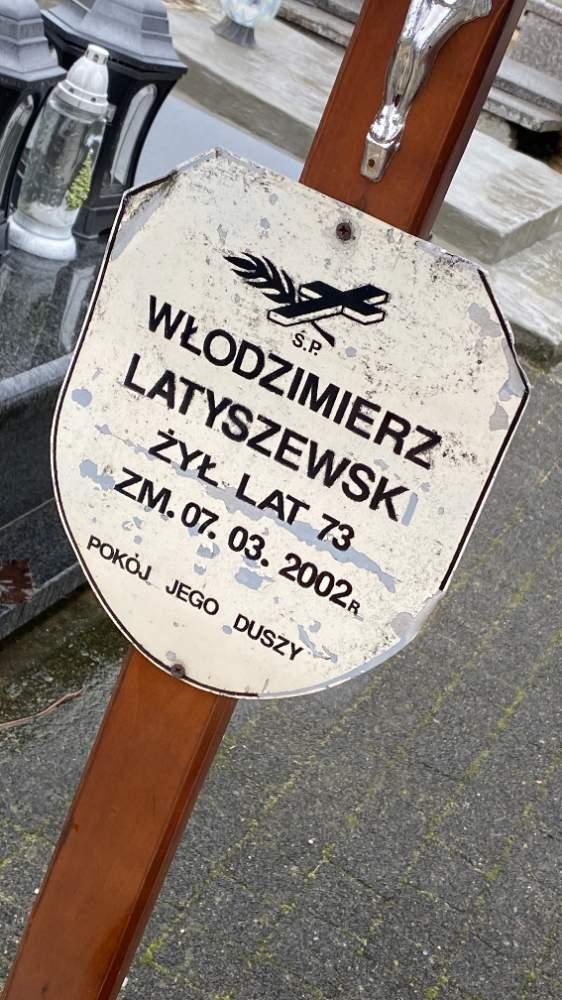 Ś.P.
WŁODZIMIERZ
LATYSZEWSKI
ŻYŁ LAT 73
ZM. 07. 03. 2002R
POKÓJ JEGO DUSZY